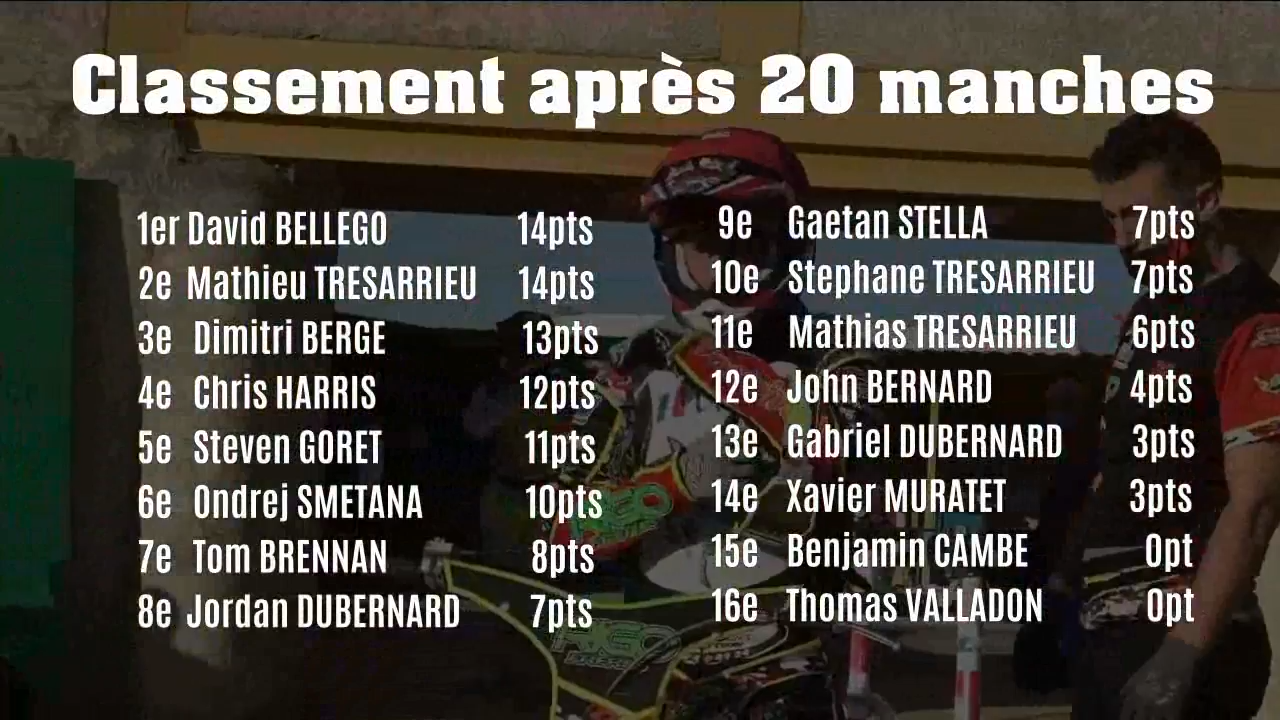 Classement après 20 manches
1er David BELLEGO 14pts
2e Mathieu TRESARRIEU 14pts
3e Dimitri BERGE 13pts
4e Chris HARRIS 12pts
5e Steven GORET 11pts
6e Ondrej SMETANA 10pts
7e Tom BRENNAN 8pts
8e Jordan DUBERNARD 7pts
9e Gaetan STELLA 7pts
10e Stephane TRESARRIEU 7pts
11e Mathias TRESARRIEU 6pts
12e John BERNARD 4pts
13e Gabriel DUBERNARD 3pts
14e Xavier MURATET 3pts
15e Benjamin CAMBE 0pt
16e Thomas VALLADON 0pt